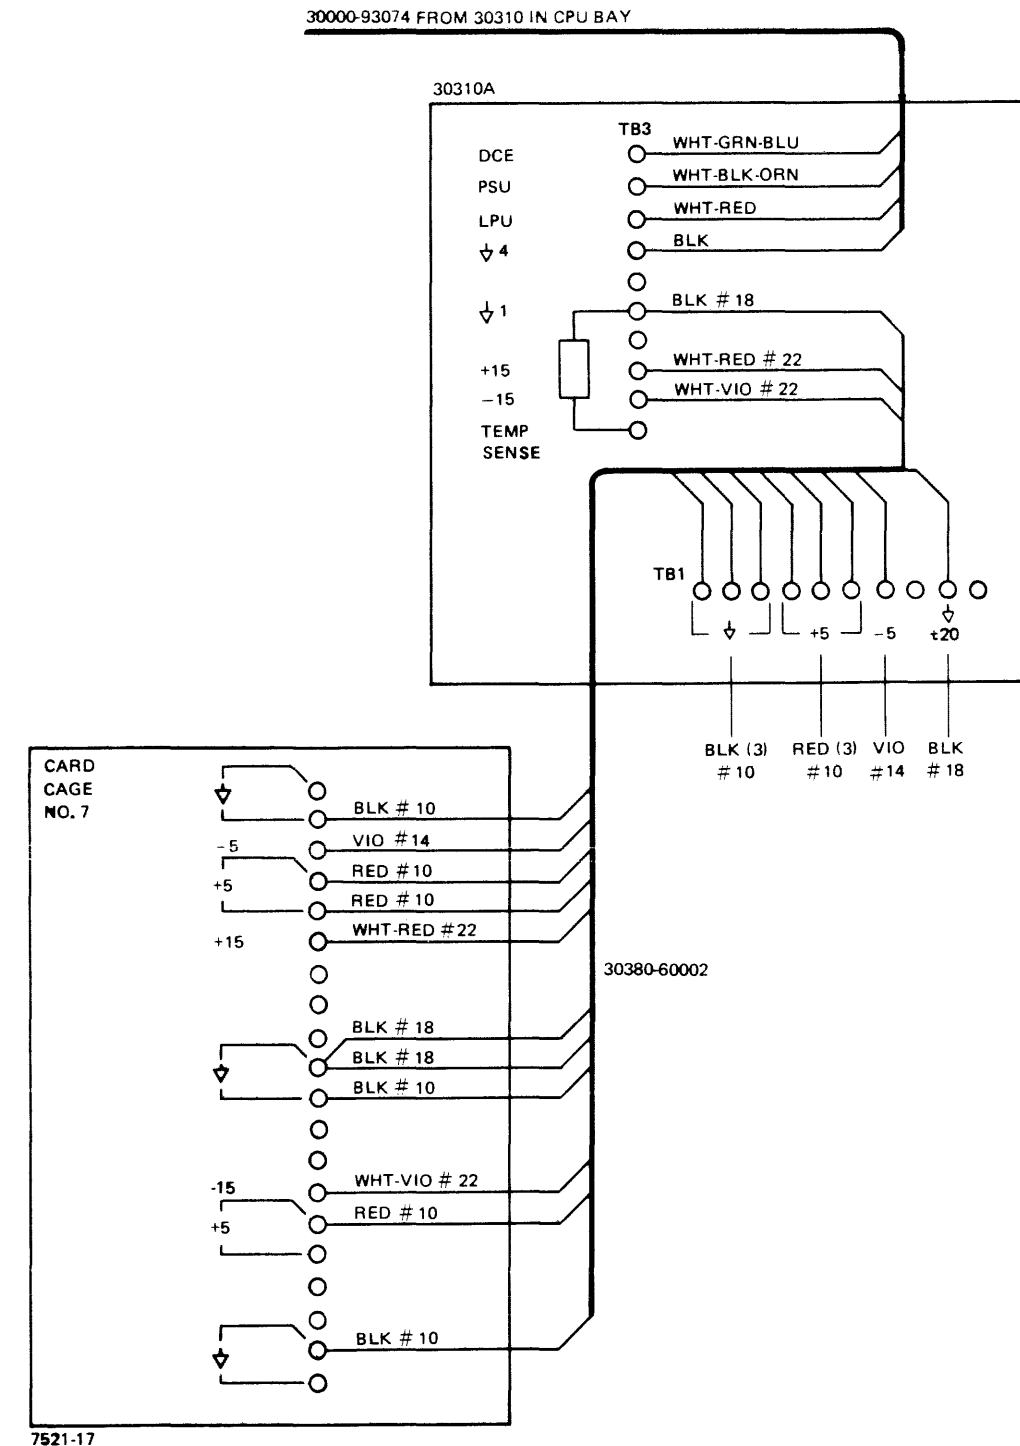 30000-93074 FROM 30310 IN CPU BAY
30310A
TB3
DCE WHT-GRN-BLU
PSU WHT-BLK-ORN
LPU WHT-RED
4 BLK
1 BLK # 18
+15 WHT-RED # 22
-15 WHT-VIO # 22
TEMP
SENSE
TB1
+5 -5 t20
BLK (3) RED (3) VIO BLK
#10 #10 #14 #18
CARD
CAGE
NO. 7
BLK # 10
-5 VIO #14
RED #10
+5
RED #10
+15 WHT-RED #22
30380-60002
BLK # 18
BLK # 18
BLK # 10
-15 WHT-VIO # 22
RED # 10
+5
BLK # 10
7521-17